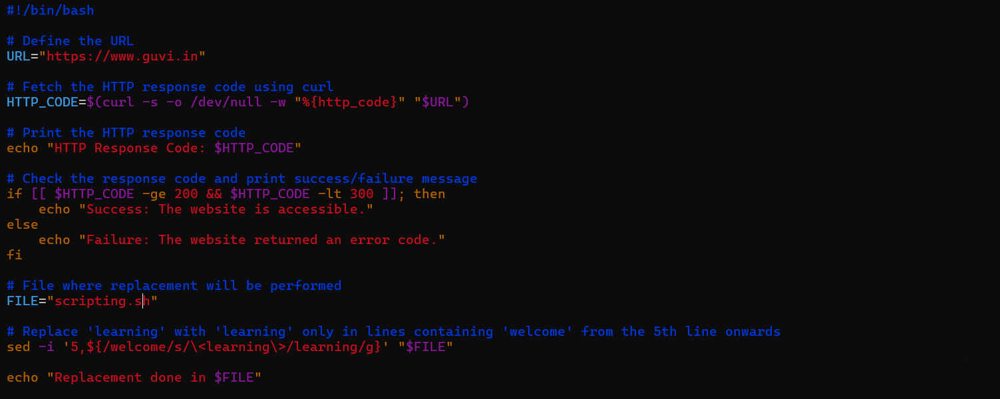 #!/bin/bash
# Define the URL
URL="https://www.guvi.in"
# Fetch the HTTP response code using curl
HTTP_CODE=$(curl -s -o /dev/null -w "%{http_code}" "$URL")
# Print the HTTP response code
echo "HTTP Response Code: $HTTP_CODE"
# Check the response code and print success/failure message
if [[ $HTTP_CODE -ge 200 && $HTTP_CODE -lt 300 ]]; then
    echo "Success: The website is accessible."
else
    echo "Failure: The website returned an error code."
fi
# File where replacement will be performed
FILE="scripting.sh"
# Replace 'learning' with 'learning' only in lines containing 'welcome' from the 5th line onwards
sed -i '5,${/welcome/s/\<learning\>/learning/g}' "$FILE"
echo "Replacement done in $FILE"